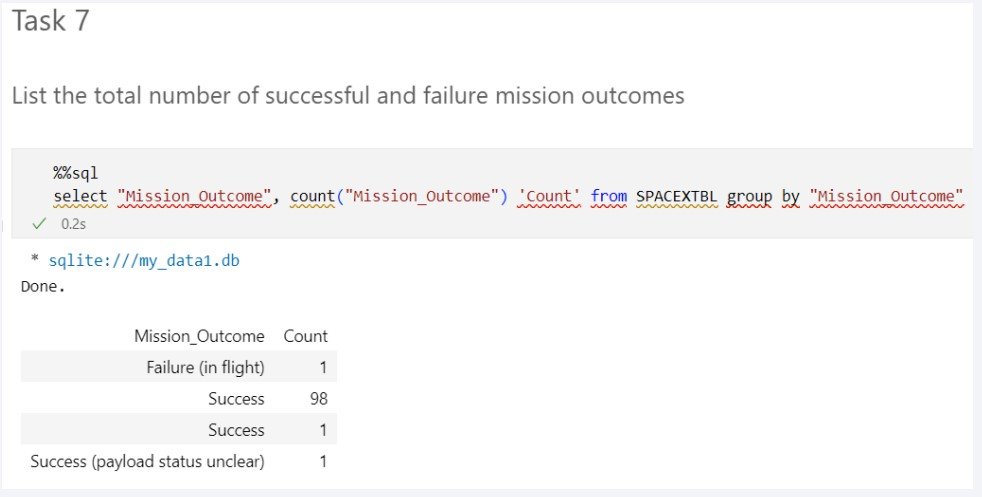 Task 7
List the total number of successful and failure mission outcomes
%%sql
select "Mission_Outcome", count("Mission_Outcome") 'Count' from SPACEXTBL group by "Mission_Outcome"
✓ 0.2s
* sqlite:///my_data1.db
Done.
Mission_Outcome Count
Failure (in flight) 1
Success 98
Success 1
Success (payload status unclear) 1